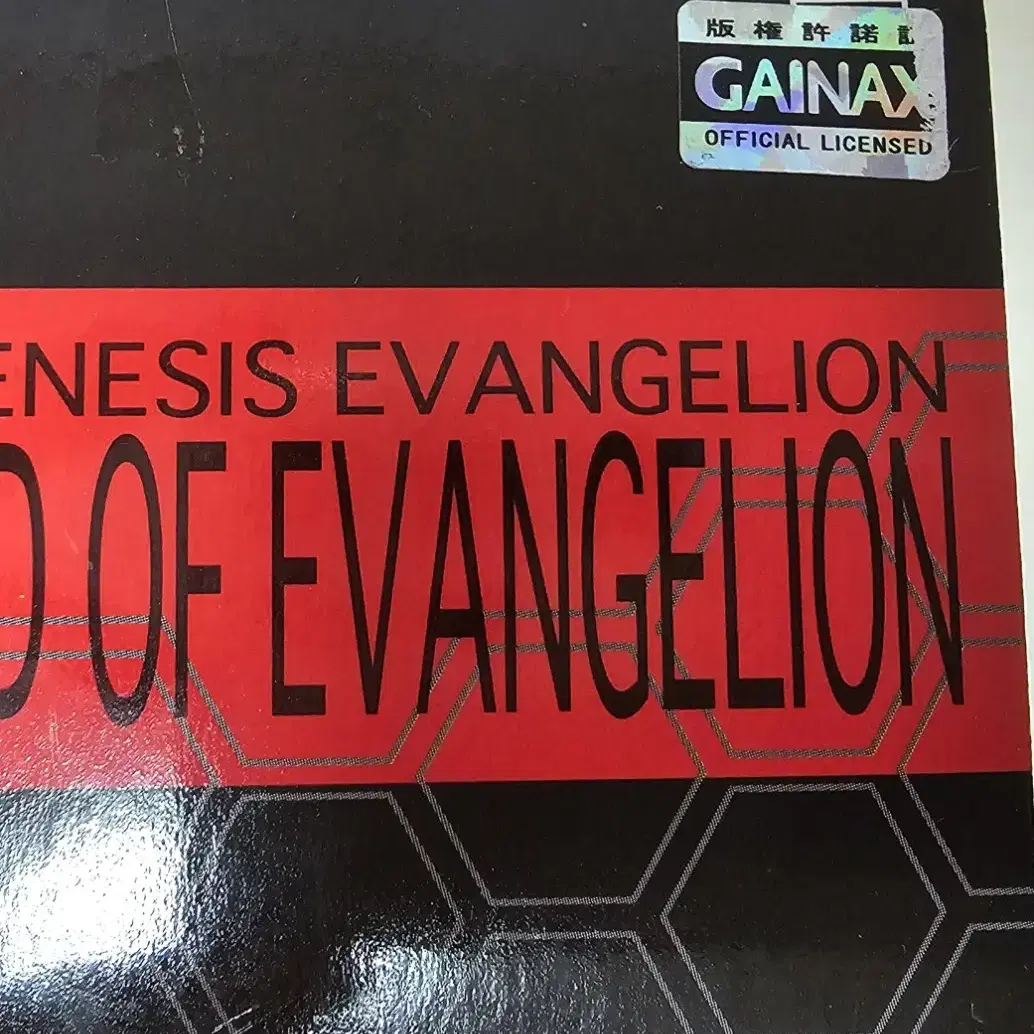 版権許諾証
GAINAX
OFFICIAL LICENSED
ENESIS EVANGELION
D OF EVANGELION